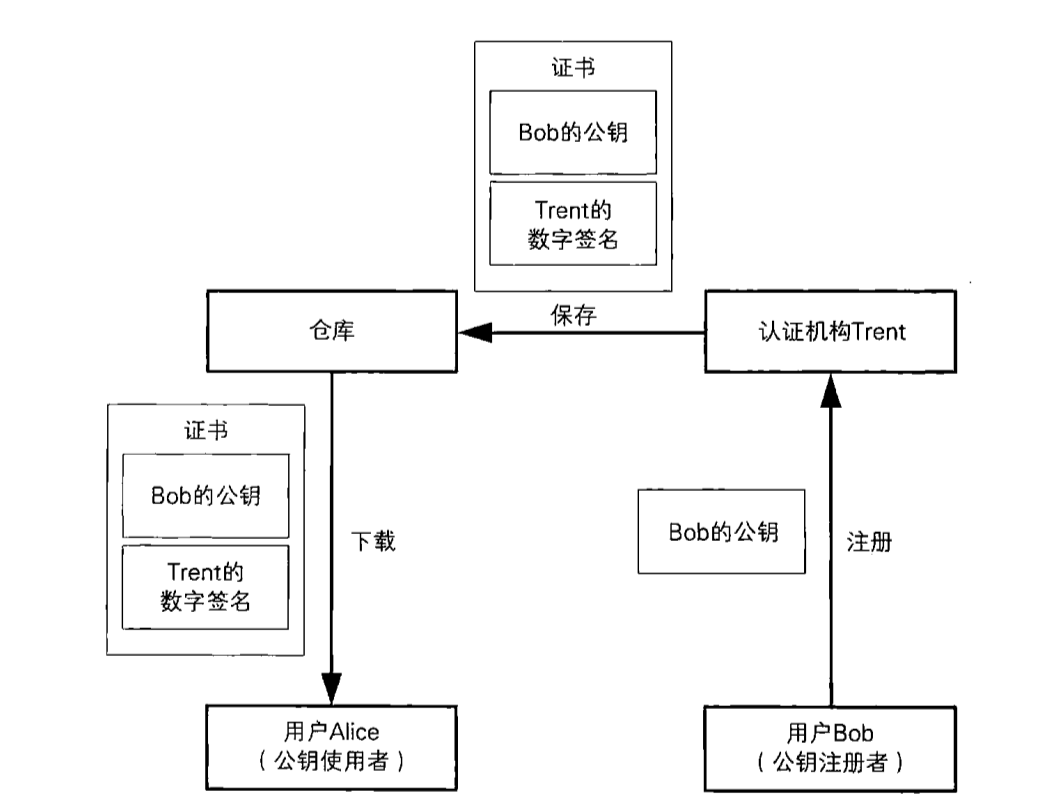 证书
Bob的公钥
Trent的
数字签名
仓库
保存
认证机构Trent
证书
Bob的公钥
Trent的
数字签名
下载
Bob的公钥
注册
用户Alice
（公钥使用者）
用户Bob
（公钥注册者）